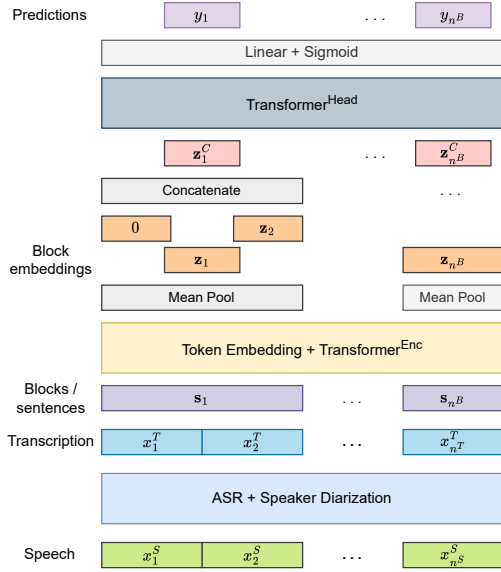 Predictions y_1 ... y_{n^B}
Linear + Sigmoid
Transformer^{Head}
z_1^C ... z_{n^B}^C
Concatenate ...
0 z_2
z_1 z_{n^B}
Block
embeddings
Mean Pool Mean Pool
Token Embedding + Transformer^{Enc}
Blocks /
sentences
s_1 ... s_{n^B}
Transcription x_1^T x_2^T ... x_{n^T}^T
ASR + Speaker Diarization
Speech x_1^S x_2^S ... x_{n^S}^S